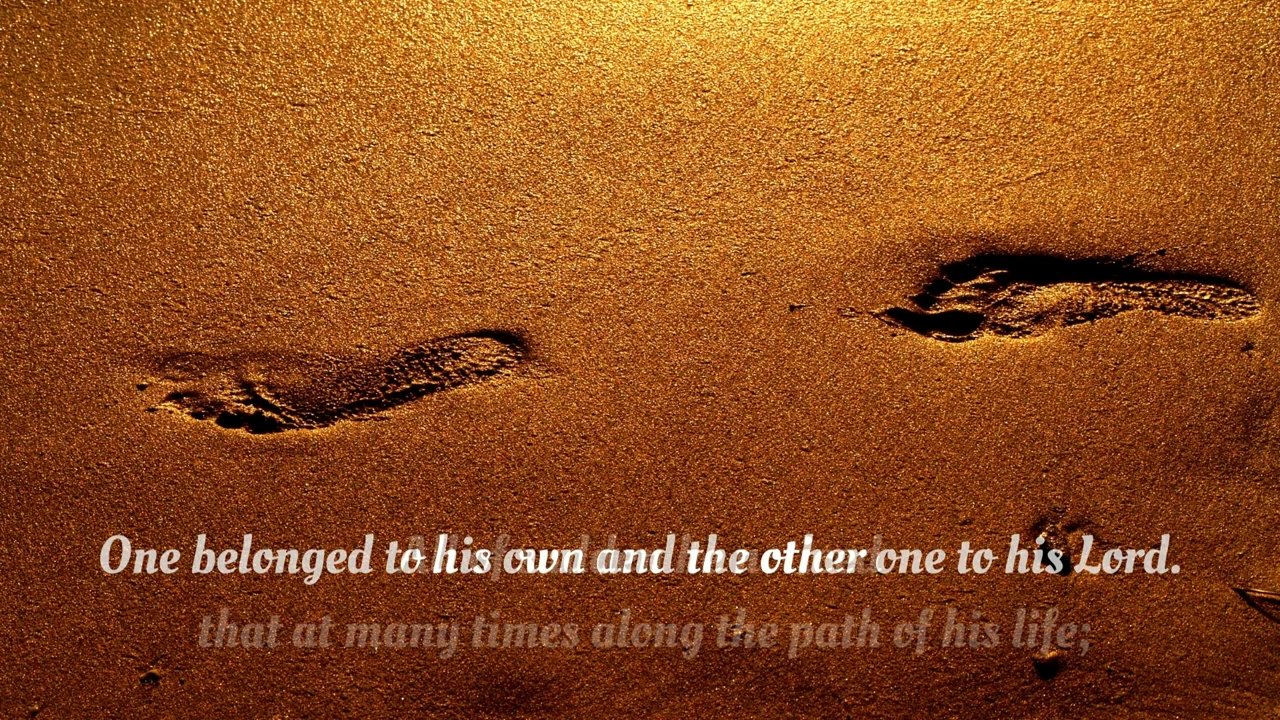 One belonged to his own and the other one to his Lord.
that at many times along the path of his life;